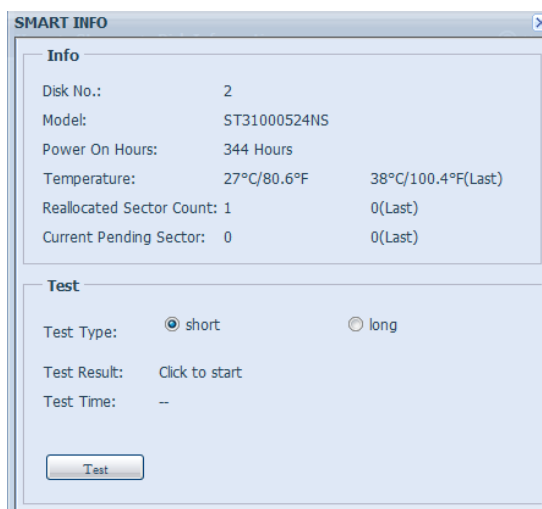 SMART INFO
Info
Disk No.: 2
Model: ST31000524NS
Power On Hours: 344 Hours
Temperature: 27°C/80.6°F 38°C/100.4°F(Last)
Reallocated Sector Count: 1 0(Last)
Current Pending Sector: 0 0(Last)
Test
Test Type: short long
Test Result: Click to start
Test Time: --
Test